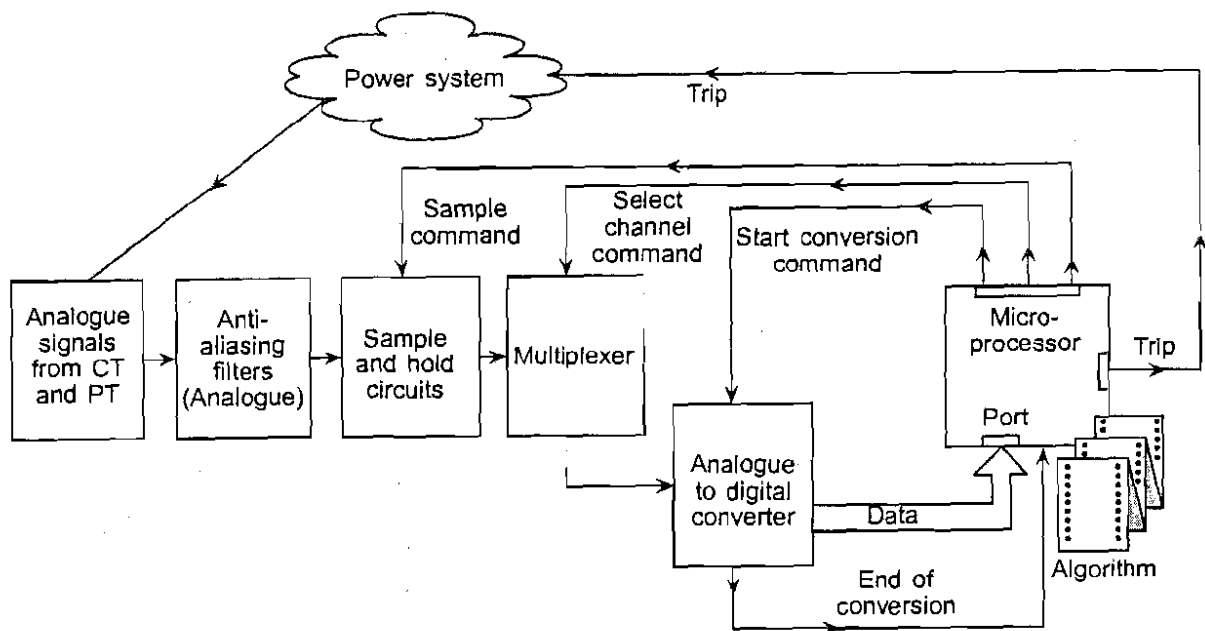 Power system
Trip
Sample
command
Select
channel
command
Start conversion
command
Analogue
signals
from CT
and PT
Anti-
aliasing
filters
(Analogue)
Sample
and hold
circuits
Multiplexer
Micro-
processor
Trip
Port
Analogue
to digital
converter
Data
Algorithm
End of
conversion